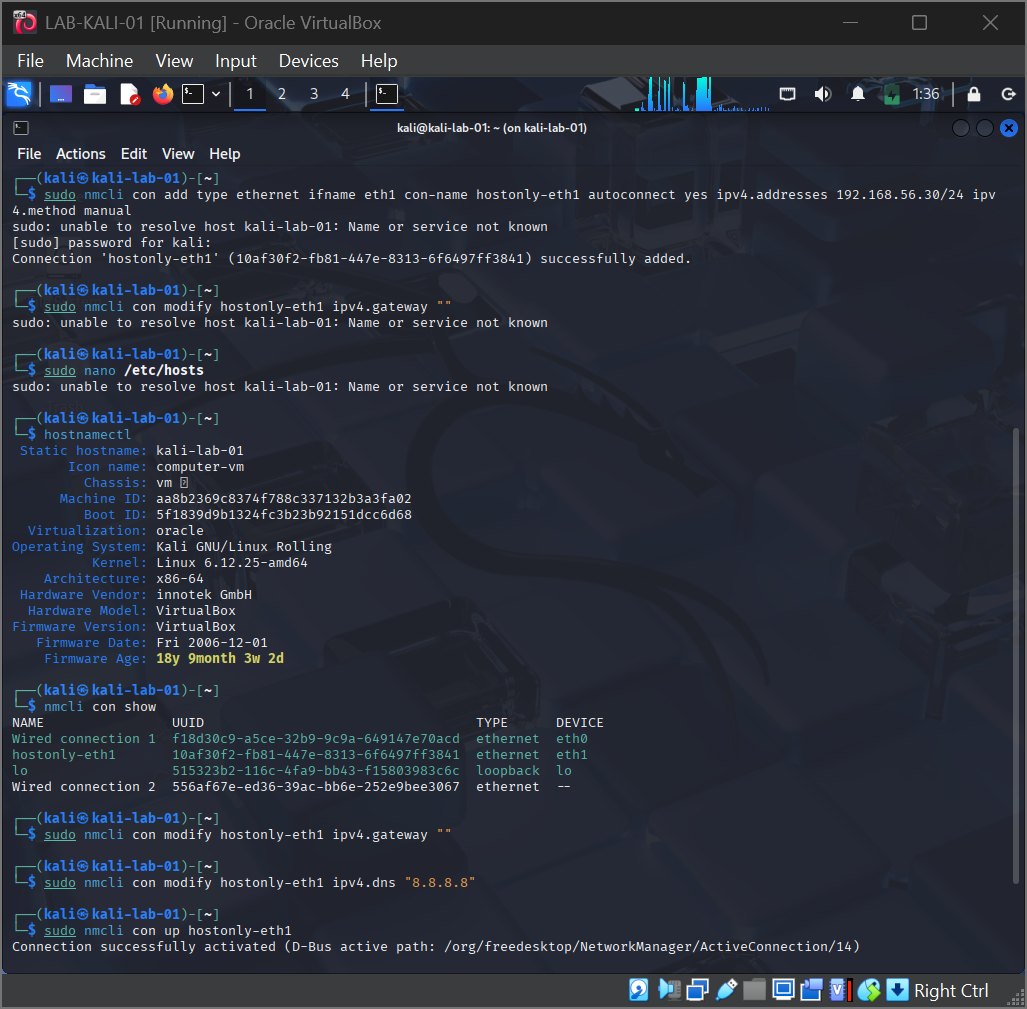 LAB-KALI-01 [Running] - Oracle VirtualBox
File Machine View Input Devices Help
1 2 3 4 1:36
kali@kali-lab-01: ~ (on kali-lab-01)
File Actions Edit View Help
┌──(kali㉿kali-lab-01)-[~]
└─$ sudo nmcli con add type ethernet ifname eth1 con-name hostonly-eth1 autoconnect yes ipv4.addresses 192.168.56.30/24 ipv
4.method manual
sudo: unable to resolve host kali-lab-01: Name or service not known
[sudo] password for kali:
Connection 'hostonly-eth1' (10af30f2-fb81-447e-8313-6f6497ff3841) successfully added.
┌──(kali㉿kali-lab-01)-[~]
└─$ sudo nmcli con modify hostonly-eth1 ipv4.gateway ""
sudo: unable to resolve host kali-lab-01: Name or service not known
┌──(kali㉿kali-lab-01)-[~]
└─$ sudo nano /etc/hosts
sudo: unable to resolve host kali-lab-01: Name or service not known
┌──(kali㉿kali-lab-01)-[~]
└─$ hostnamectl
Static hostname: kali-lab-01
Icon name: computer-vm
Chassis: vm
Machine ID: aa8b2369c8374f788c337132b3a3fa02
Boot ID: 5f1839d9b1324fc3b23b92151dcc6d68
Virtualization: oracle
Operating System: Kali GNU/Linux Rolling
Kernel: Linux 6.12.25-amd64
Architecture: x86-64
Hardware Vendor: innotek GmbH
Hardware Model: VirtualBox
Firmware Version: VirtualBox
Firmware Date: Fri 2006-12-01
Firmware Age: 18y 9month 3w 2d
┌──(kali㉿kali-lab-01)-[~]
└─$ nmcli con show
NAME UUID TYPE DEVICE
Wired connection 1 f18d30c9-a5ce-32b9-9c9a-649147e70acd ethernet eth0
hostonly-eth1 10af30f2-fb81-447e-8313-6f6497ff3841 ethernet eth1
lo 515323b2-116c-4fa9-bb43-f15803983c6c loopback lo
Wired connection 2 556af67e-ed36-39ac-bb6e-252e9bee3067 ethernet --
┌──(kali㉿kali-lab-01)-[~]
└─$ sudo nmcli con modify hostonly-eth1 ipv4.gateway ""
┌──(kali㉿kali-lab-01)-[~]
└─$ sudo nmcli con modify hostonly-eth1 ipv4.dns "8.8.8.8"
┌──(kali㉿kali-lab-01)-[~]
└─$ sudo nmcli con up hostonly-eth1
Connection successfully activated (D-Bus active path: /org/freedesktop/NetworkManager/ActiveConnection/14)
Right Ctrl